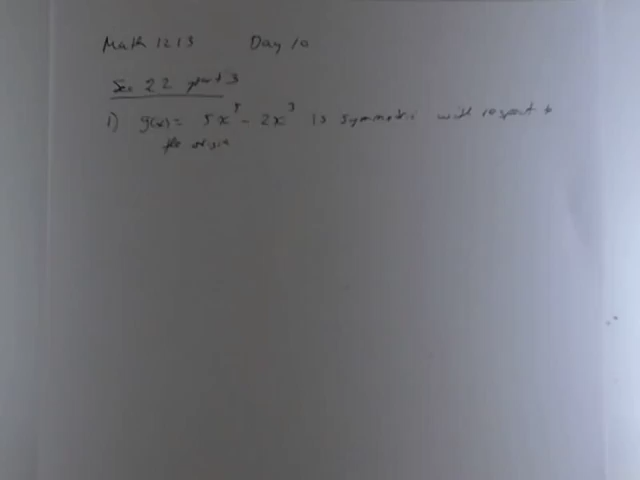 Math 1213 Day 10
Sec 2.2 part 3
1) g(x) = 5x⁵ - 2x³ is symmetric with respect to
the origin